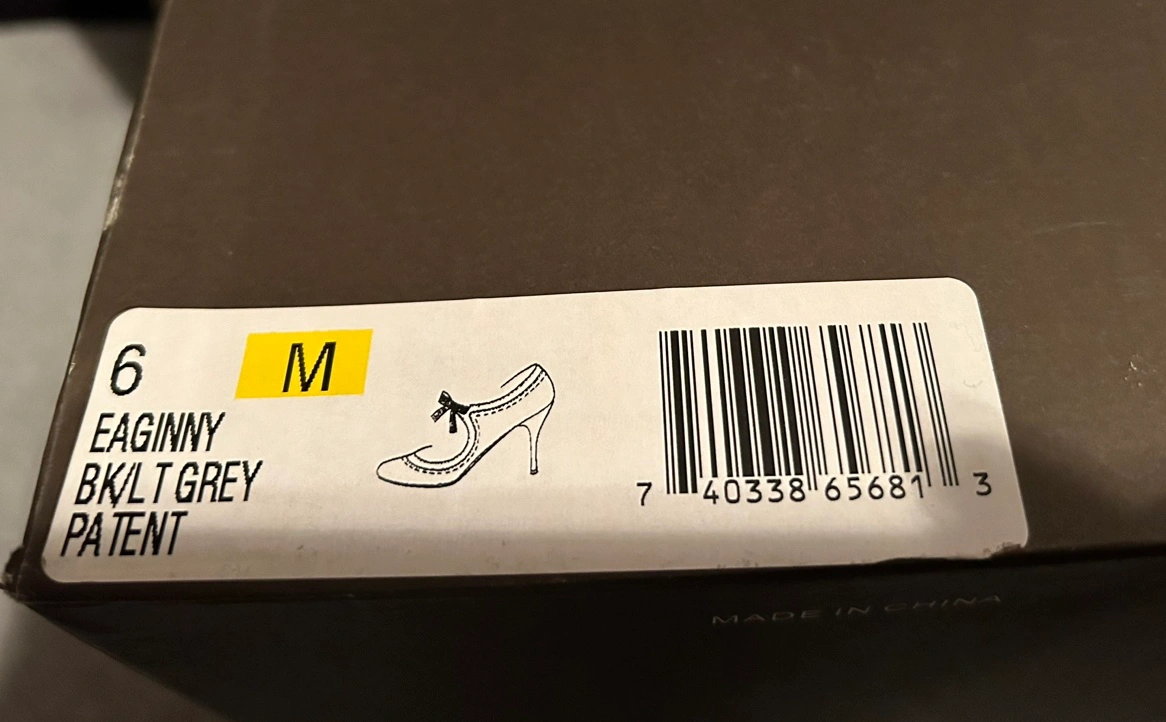 6 M
EAGINNY
BK/LT GREY
PATENT
7 40338 65681 3
MADE IN CHINA